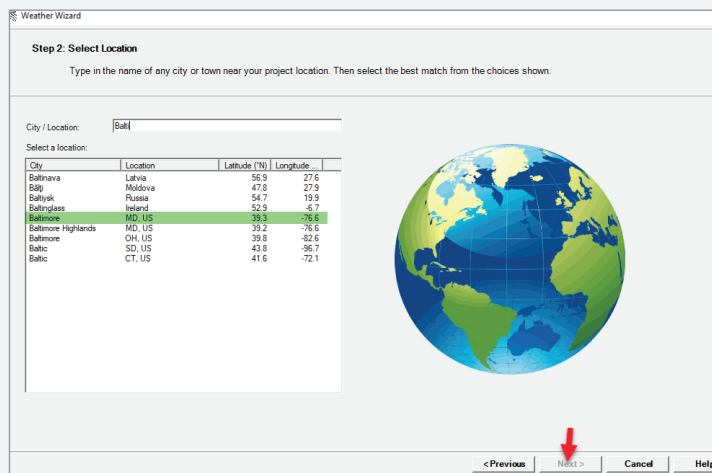 Weather Wizard
Step 2: Select Location
Type in the name of any city or town near your project location. Then select the best match from the choices shown.
City / Location: Balti
Select a location:
City Location Latitude (°N) Longitude ...
Baltinava Latvia 56.9 27.6
Bălţi Moldova 47.8 27.9
Baltiysk Russia 54.7 19.9
Baltinglass Ireland 52.9 -6.7
Baltimore MD, US 39.3 -76.6
Baltimore Highlands MD, US 39.2 -76.6
Baltimore OH, US 39.8 -82.6
Baltic SD, US 43.8 -96.7
Baltic CT, US 41.6 -72.1
< Previous Next > Cancel Help